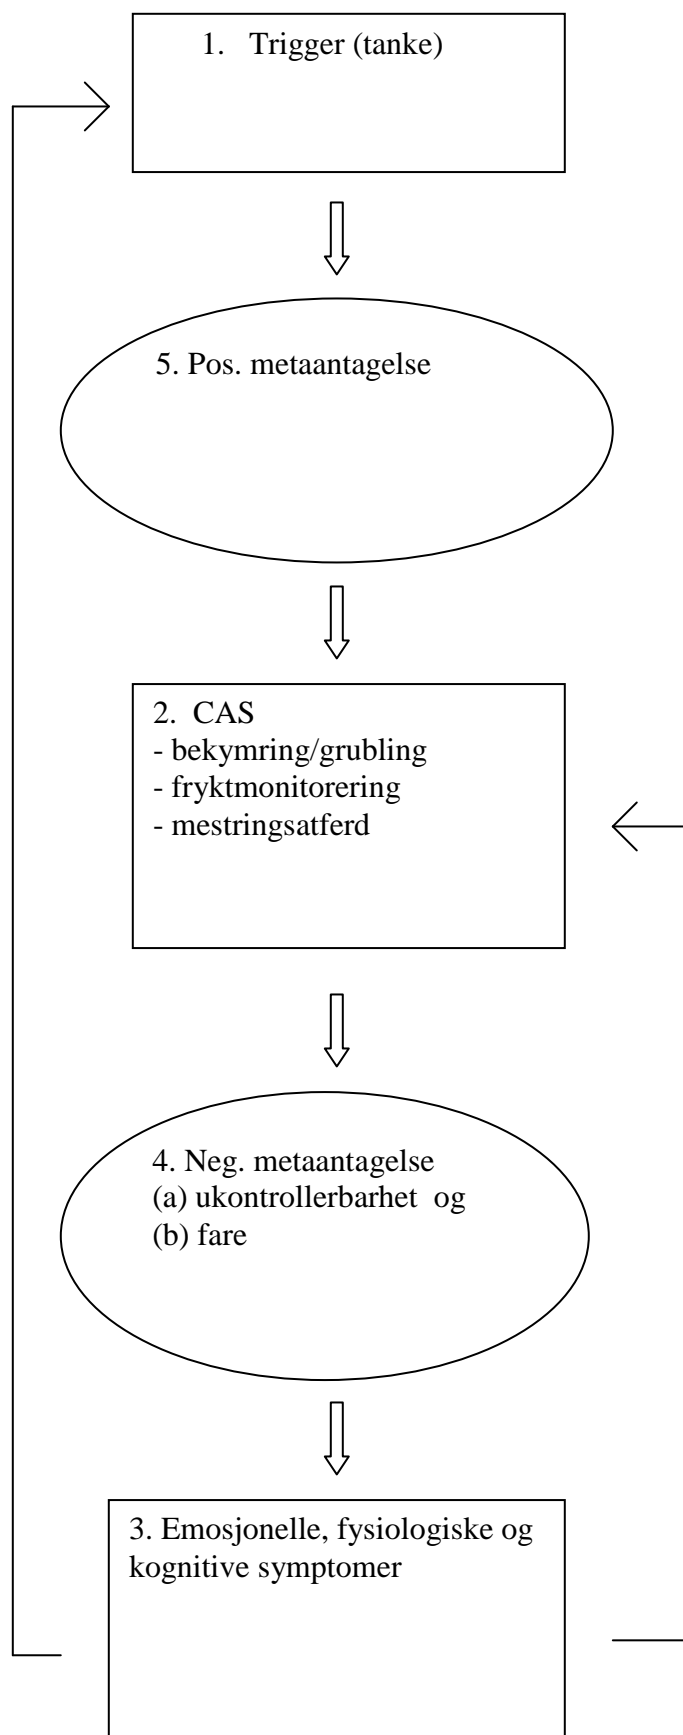 1. Trigger (tanke)
5. Pos. metaantagelse
2. CAS
- bekymring/grubling
- fryktmonitorering
- mestringsatferd
4. Neg. metaantagelse
(a) ukontrollerbarhet og
(b) fare
3. Emosjonelle, fysiologiske og
kognitive symptomer